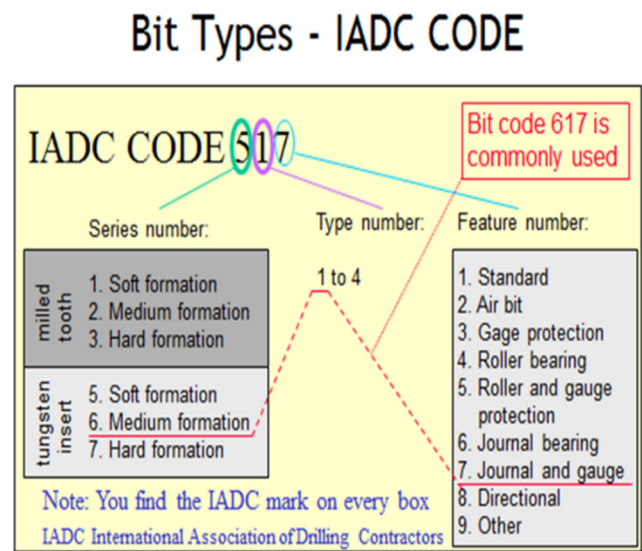 Bit Types - IADC CODE
IADC CODE 517
Bit code 617 is
commonly used
Series number:
Type number:
Feature number:
milled
tooth
1. Soft formation
2. Medium formation
3. Hard formation
tungsten
insert
5. Soft formation
6. Medium formation
7. Hard formation
1 to 4
1. Standard
2. Air bit
3. Gage protection
4. Roller bearing
5. Roller and gauge
protection
6. Journal bearing
7. Journal and gauge
8. Directional
9. Other
Note: You find the IADC mark on every box
IADC International Association of Drilling Contractors